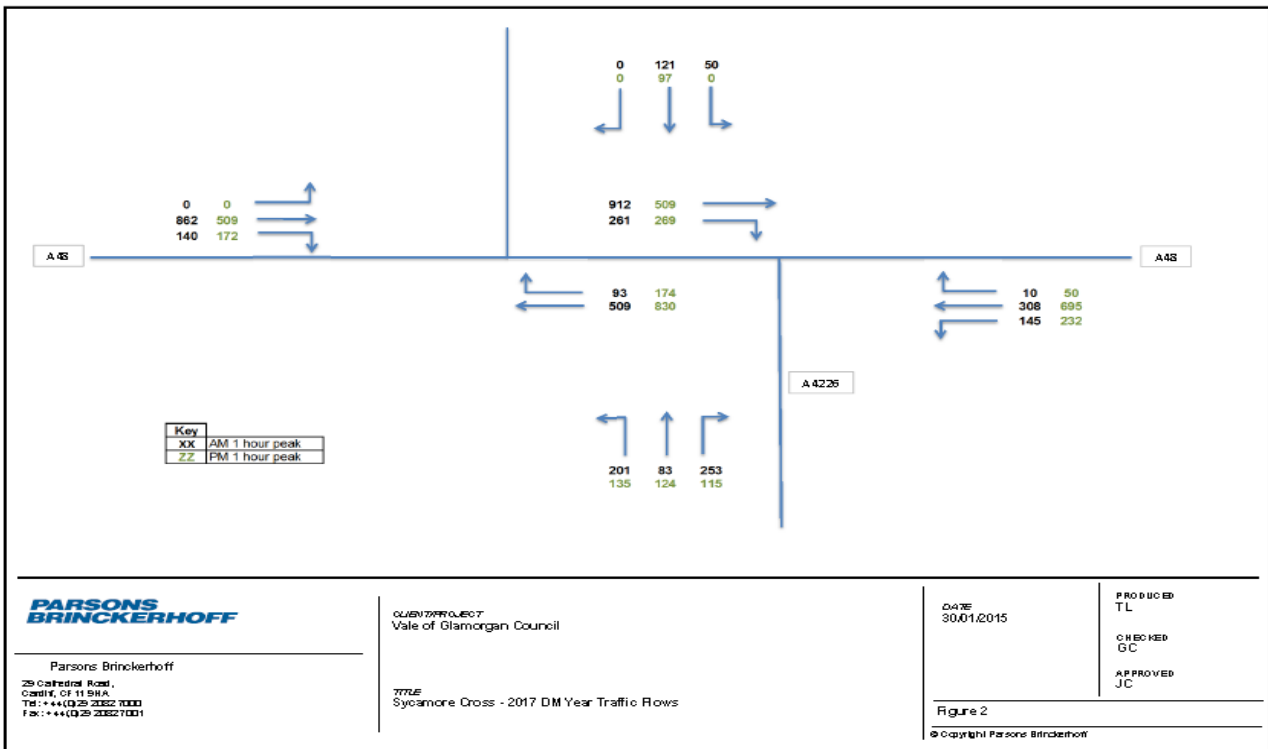 0 121 50
0 97 0
0 0
862 509
140 172
912 509
261 269
A48
A48
93 174
509 830
10 50
308 695
145 232
A4226
Key
XX AM 1 hour peak
ZZ PM 1 hour peak
201 83 253
135 124 115
PARSONS
BRINCKERHOFF
Parsons Brinckerhoff
29 Cathedral Road,
Cardiff, CF11 9HA
Tel: ++44(0)29 2082 7000
Fax: ++44(0)29 2082 7001
CLIENT/PROJECT
Vale of Glamorgan Council
TITLE
Sycamore Cross - 2017 DM Year Traffic Flows
DATE
30/01/2015
Figure 2
PRODUCED
TL
CHECKED
GC
APPROVED
JC
© Copyright Parsons Brinckerhoff